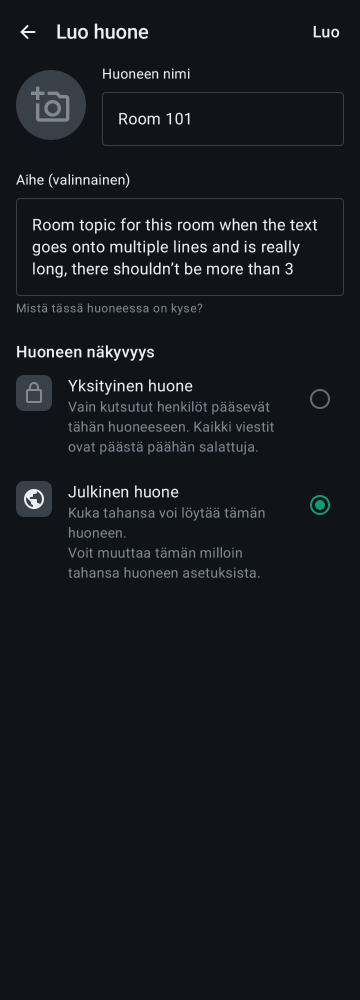 Luo huone
Luo
Huoneen nimi
Room 101
Aihe (valinnainen)
Room topic for this room when the text
goes onto multiple lines and is really
long, there shouldn’t be more than 3
Mistä tässä huoneessa on kyse?
Huoneen näkyvyys
Yksityinen huone
Vain kutsutut henkilöt pääsevät
tähän huoneeseen. Kaikki viestit
ovat päästä päähän salattuja.
Julkinen huone
Kuka tahansa voi löytää tämän
huoneen.
Voit muuttaa tämän milloin
tahansa huoneen asetuksista.